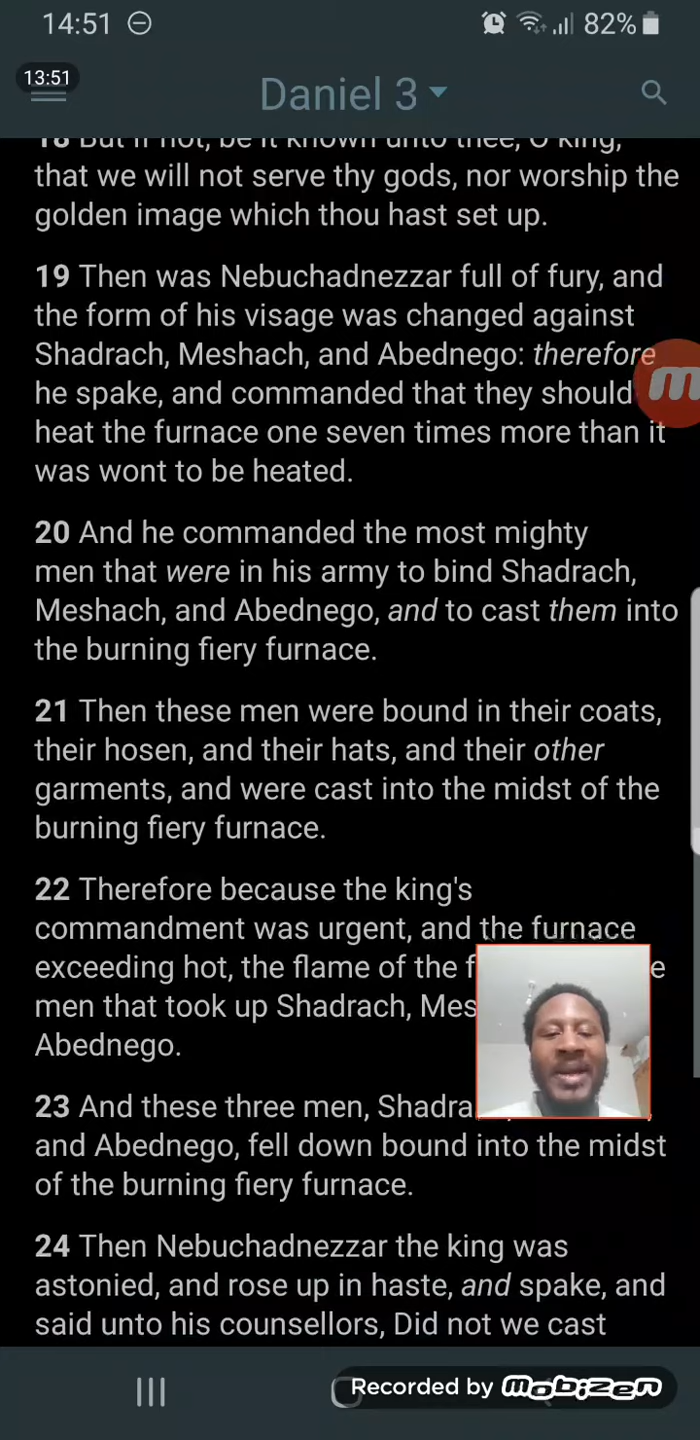 14:51
82%
13:51
Daniel 3
18 But if not, be it known unto thee, O king,
that we will not serve thy gods, nor worship the
golden image which thou hast set up.
19 Then was Nebuchadnezzar full of fury, and
the form of his visage was changed against
Shadrach, Meshach, and Abednego: therefore
he spake, and commanded that they should
heat the furnace one seven times more than it
was wont to be heated.
20 And he commanded the most mighty
men that were in his army to bind Shadrach,
Meshach, and Abednego, and to cast them into
the burning fiery furnace.
21 Then these men were bound in their coats,
their hosen, and their hats, and their other
garments, and were cast into the midst of the
burning fiery furnace.
22 Therefore because the king's
commandment was urgent, and the furnace
exceeding hot, the flame of the
men that took up Shadrach,
Abednego.
23 And these three men,
and Abednego, fell down bound into the midst
of the burning fiery furnace.
24 Then Nebuchadnezzar the king was
astonied, and rose up in haste, and spake, and
said unto his counsellors, Did not we cast
Recorded by mobizen